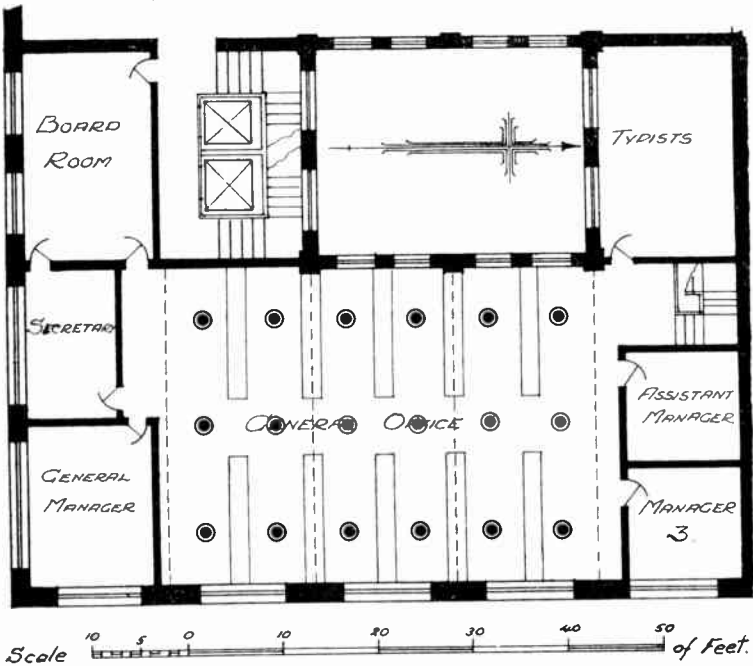 BOARD
ROOM
TYPISTS
SECRETARY
GENERAL OFFICE
ASSISTANT
MANAGER
GENERAL
MANAGER
MANAGER
3
Scale 10 5 0 10 20 30 40 50 of Feet.